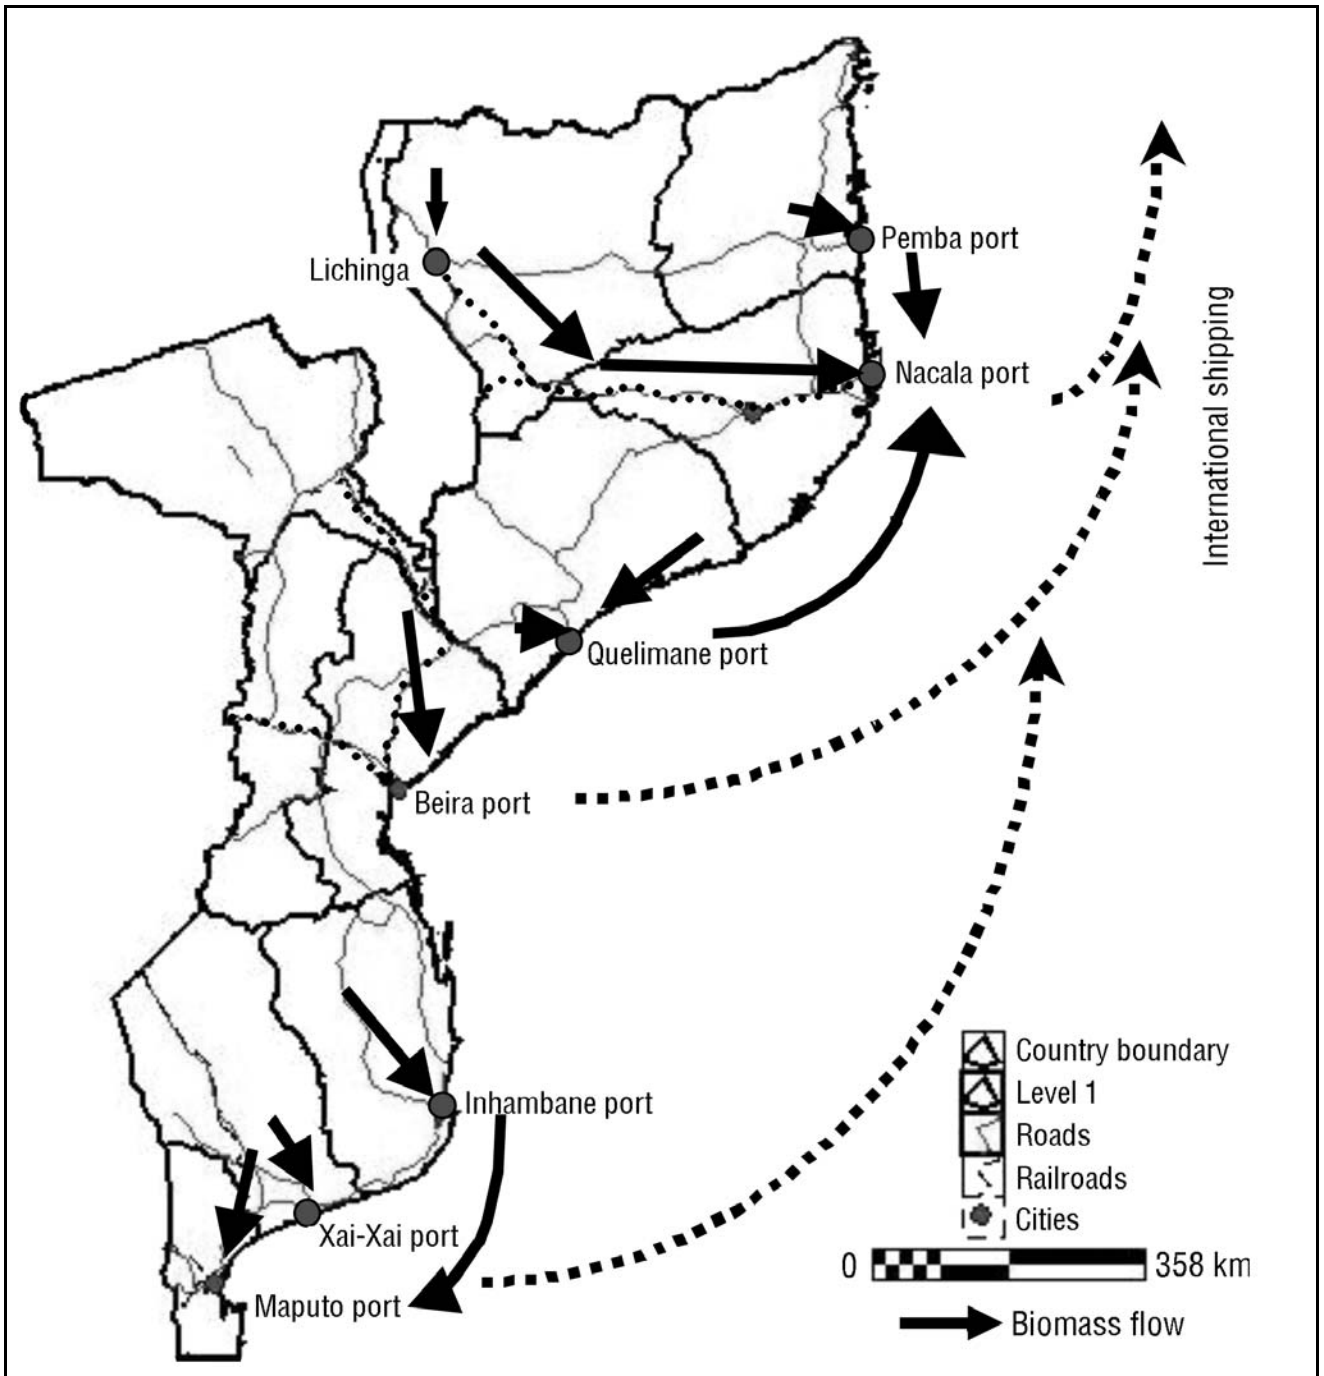 Pemba port
Lichinga
Nacala port
International shipping
Quelimane port
Beira port
Inhambane port
Xai-Xai port
Maputo port
Country boundary
Level 1
Roads
Railroads
Cities
0 358 km
Biomass flow